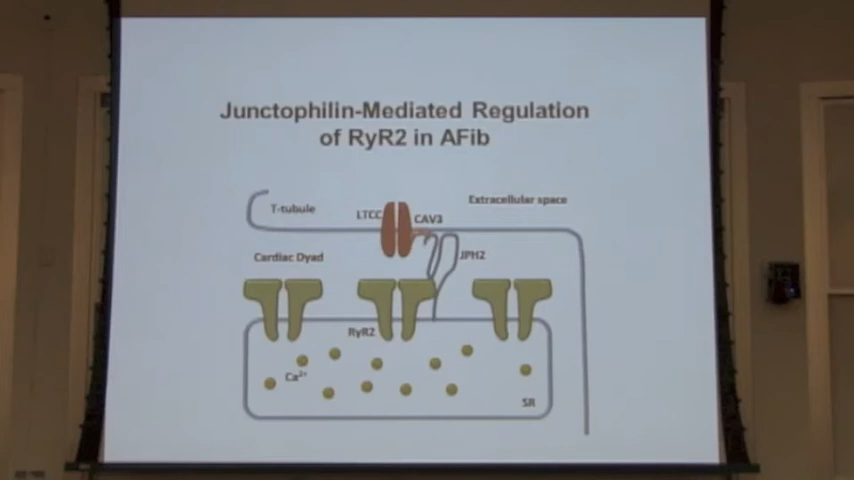 Junctophilin-Mediated Regulation
of RyR2 in AFib
Extracellular space
T-tubule
LTCC
CAV3
Cardiac Dyad
JPH2
RyR2
Ca2+
SR